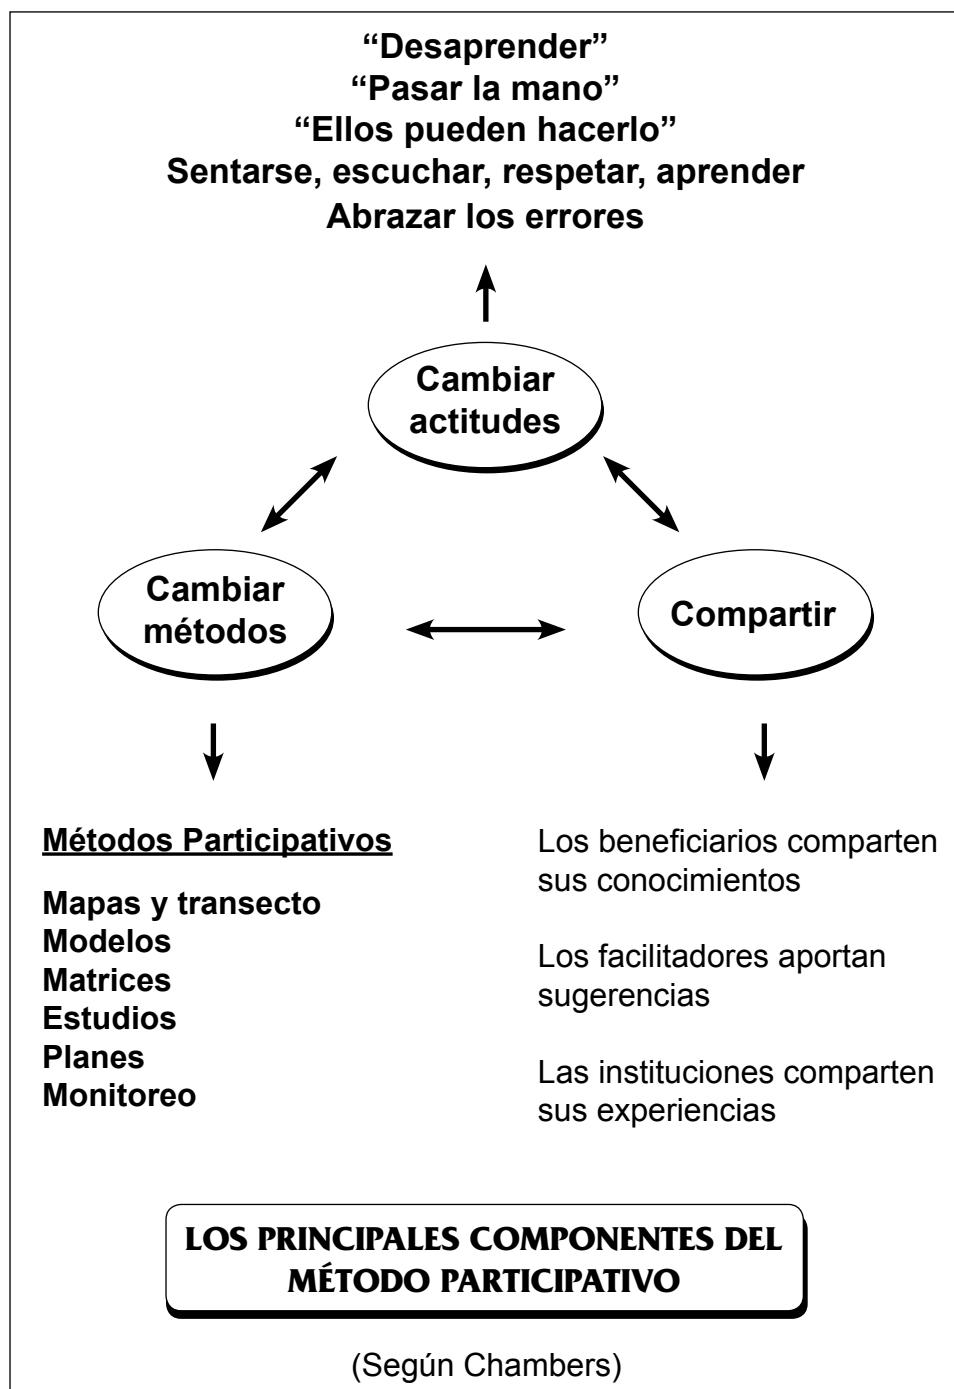 “Desaprender”
“Pasar la mano”
“Ellos pueden hacerlo”
Sentarse, escuchar, respetar, aprender
Abrazar los errores
Cambiar
actitudes
Cambiar
métodos
Compartir
Métodos Participativos
Mapas y transecto
Modelos
Matrices
Estudios
Planes
Monitoreo
Los beneficiarios comparten
sus conocimientos
Los facilitadores aportan
sugerencias
Las instituciones comparten
sus experiencias
LOS PRINCIPALES COMPONENTES DEL
MÉTODO PARTICIPATIVO
(Según Chambers)